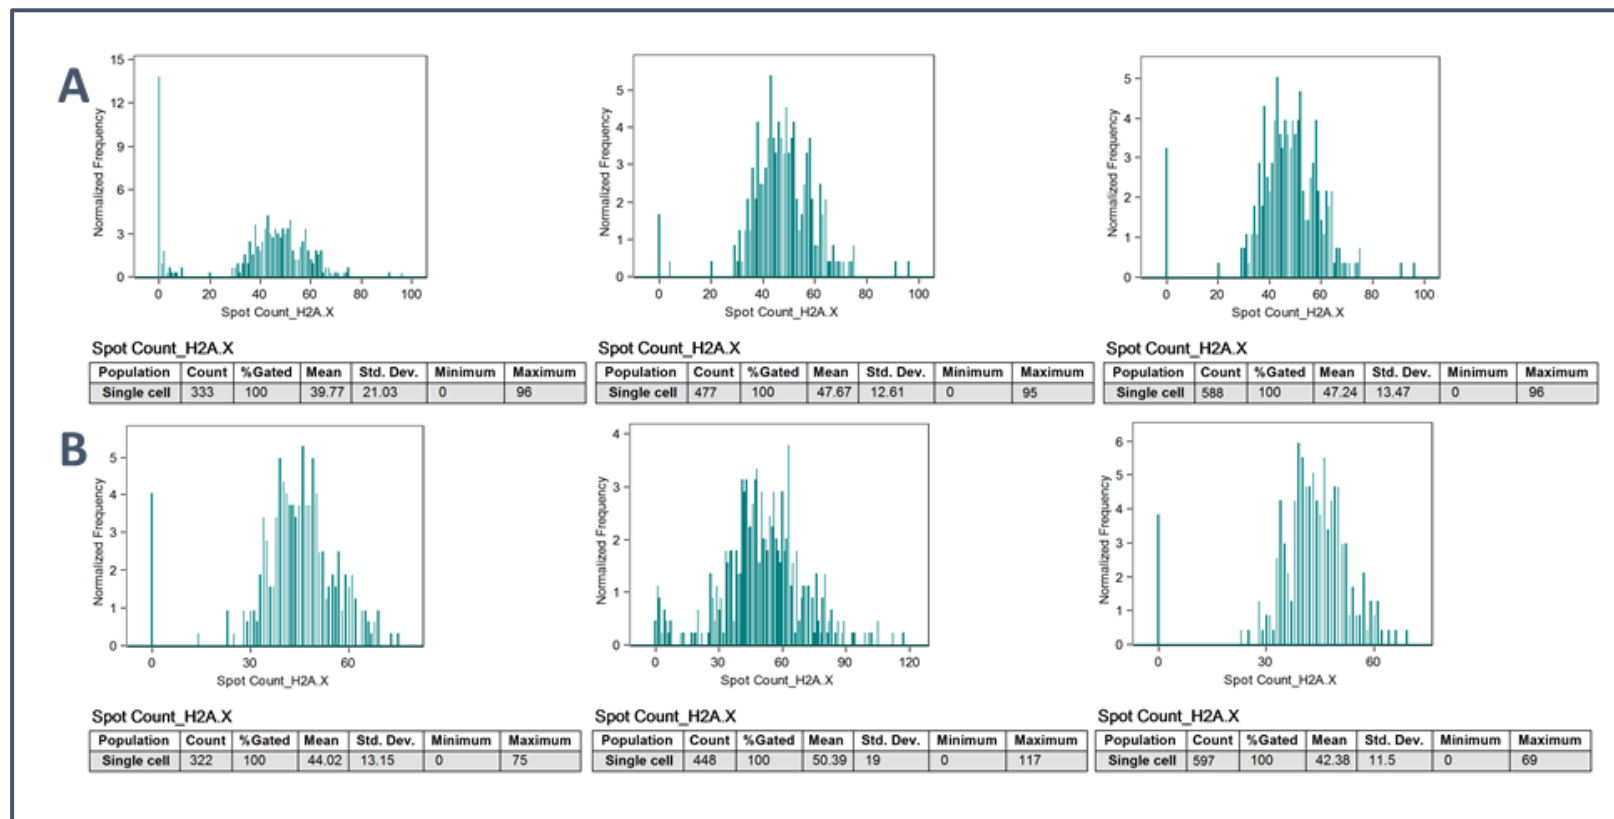 A
Normalized Frequency
15
12
9
6
3
0
0 20 40 60 80 100
Spot Count_H2A.X
Spot Count_H2A.X
Population Count %Gated Mean Std. Dev. Minimum Maximum
Single cell 333 100 39.77 21.03 0 96
Normalized Frequency
5
4
3
2
1
0
0 20 40 60 80 100
Spot Count_H2A.X
Spot Count_H2A.X
Population Count %Gated Mean Std. Dev. Minimum Maximum
Single cell 477 100 47.67 12.61 0 95
Normalized Frequency
5
4
3
2
1
0
0 20 40 60 80 100
Spot Count_H2A.X
Spot Count_H2A.X
Population Count %Gated Mean Std. Dev. Minimum Maximum
Single cell 588 100 47.24 13.47 0 96
B
Normalized Frequency
5
4
3
2
1
0
0 30 60
Spot Count_H2A.X
Spot Count_H2A.X
Population Count %Gated Mean Std. Dev. Minimum Maximum
Single cell 322 100 44.02 13.15 0 75
Normalized Frequency
4
3
2
1
0
0 30 60 90 120
Spot Count_H2A.X
Spot Count_H2A.X
Population Count %Gated Mean Std. Dev. Minimum Maximum
Single cell 448 100 50.39 19 0 117
Normalized Frequency
6
5
4
3
2
1
0
0 30 60
Spot Count_H2A.X
Spot Count_H2A.X
Population Count %Gated Mean Std. Dev. Minimum Maximum
Single cell 597 100 42.38 11.5 0 69